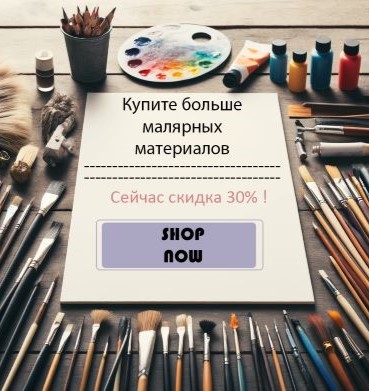 Купите больше
малярных
материалов
Сейчас скидка 30% !
SHOP
NOW